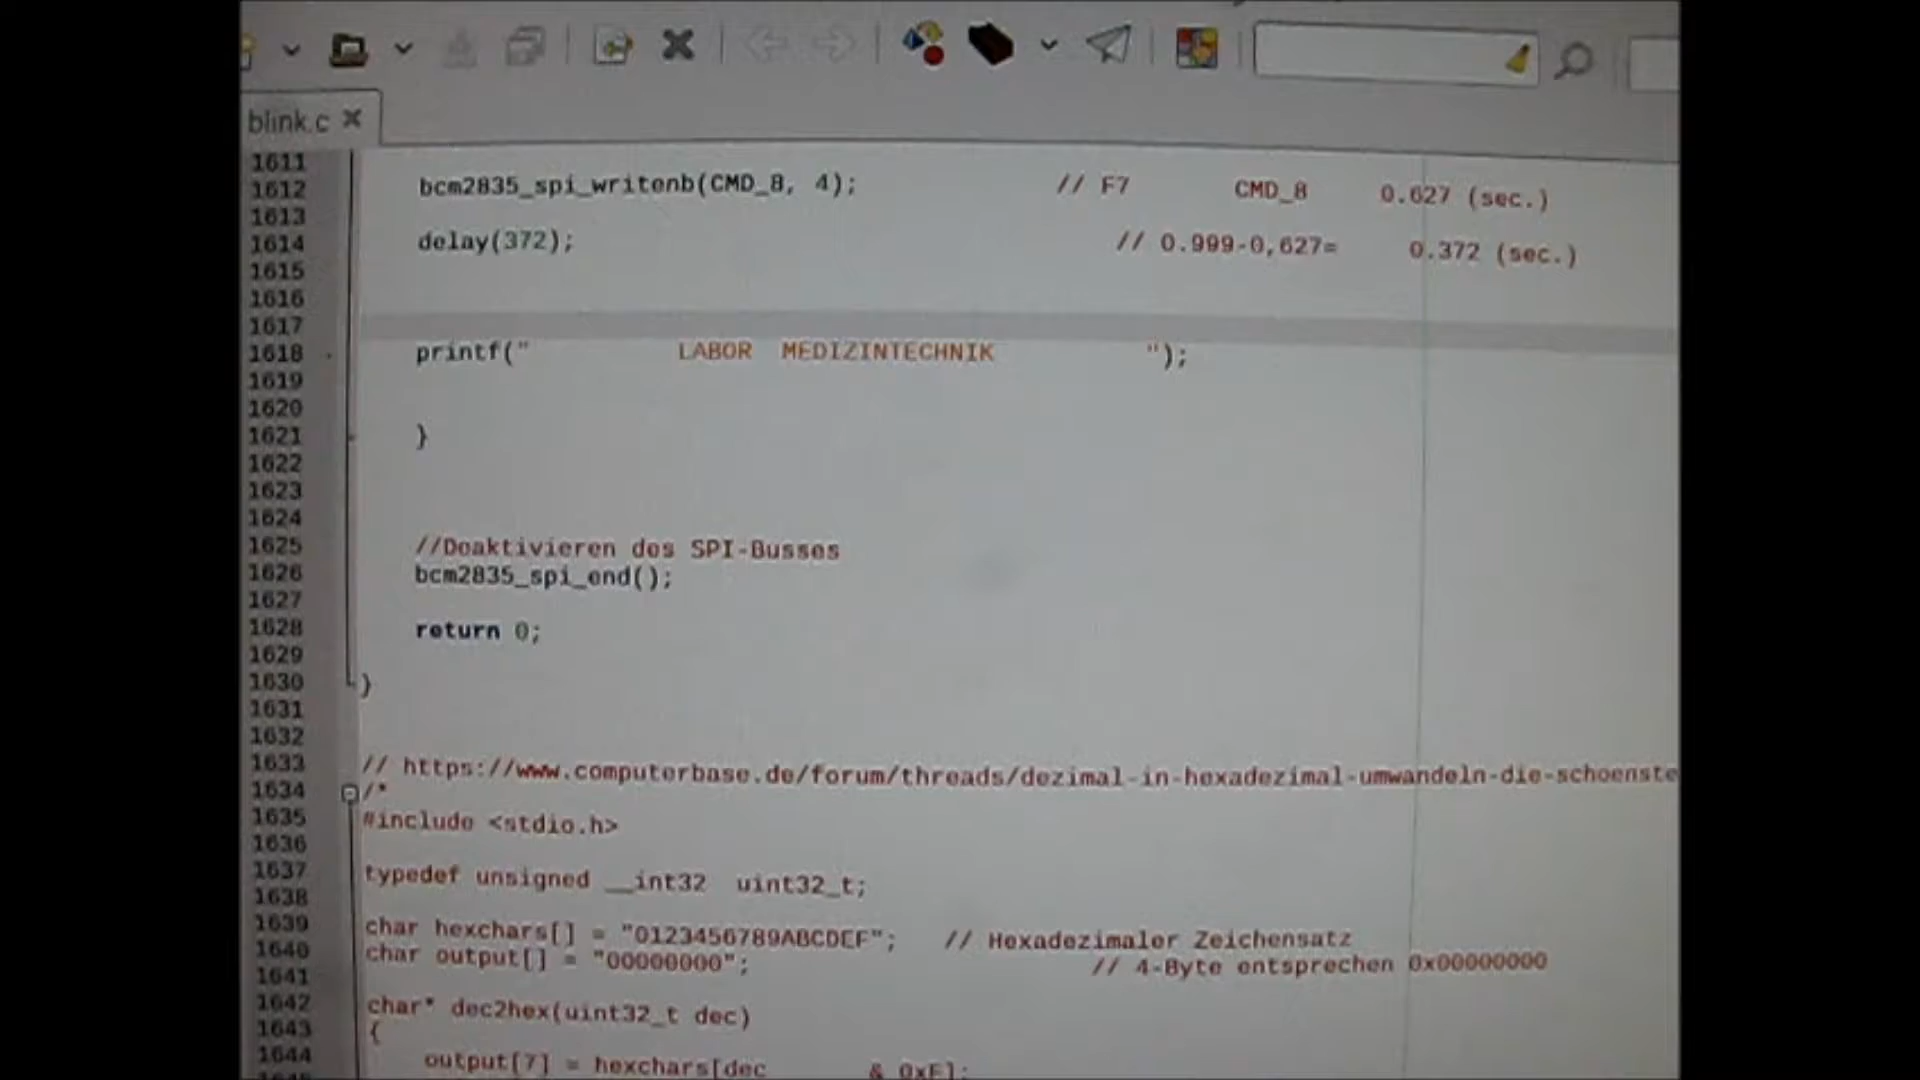 blink.c
1611
1612 bcm2835_spi_writenb(CMD_8, 4); // F7 CMD_8 0.627 (sec.)
1613
1614 delay(372); // 0.999-0,627= 0.372 (sec.)
1615
1616
1617
1618 printf(" LABOR MEDIZINTECHNIK ");
1619
1620
1621 }
1622
1623
1624
1625 //Deaktivieren des SPI-Busses
1626 bcm2835_spi_end();
1627
1628 return 0;
1629
1630 }
1631
1632
1633 // https://www.computerbase.de/forum/threads/dezimal-in-hexadezimal-umwandeln-die-schoenste
1634 /*
1635 #include <stdio.h>
1636
1637 typedef unsigned __int32 uint32_t;
1638
1639 char hexchars[] = "0123456789ABCDEF"; // Hexadezimaler Zeichensatz
1640 char output[] = "00000000"; // 4-Byte entsprechen 0x00000000
1641
1642 char* dec2hex(uint32_t dec)
1643 {
1644 output[7] = hexchars[dec & 0xF];